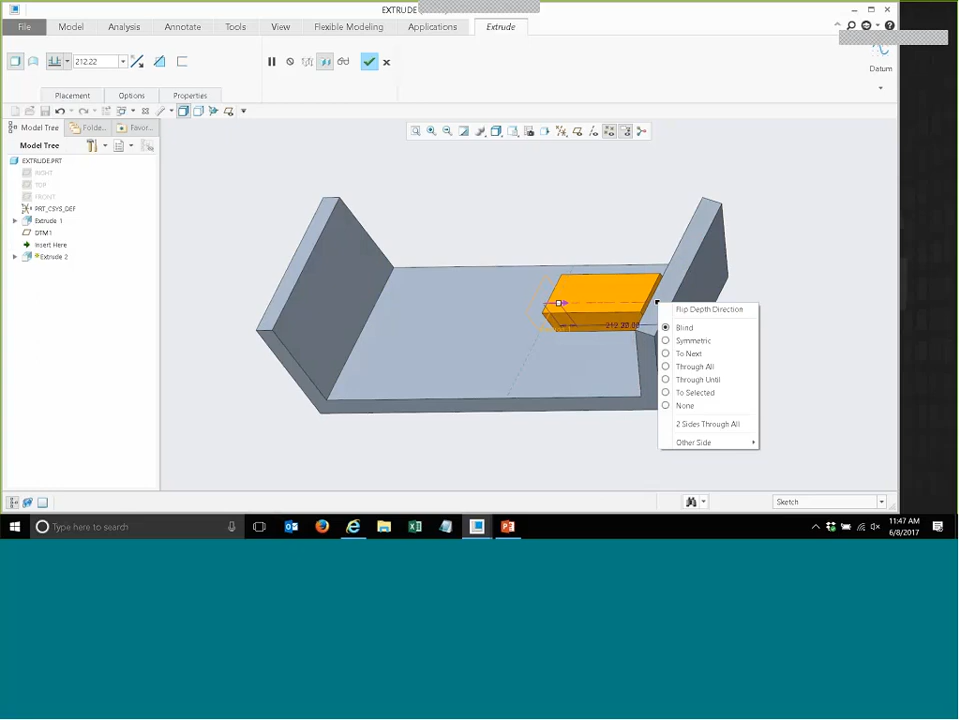 EXTRUDE
File Model Analysis Annotate Tools View Flexible Modeling Applications Extrude
212.22
Datum
Placement Options Properties
Model Tree Folde... Favor...
Model Tree
EXTRUDE.PRT
RIGHT
TOP
FRONT
PRT_CSYS_DEF
Extrude 1
DTM1
Insert Here
Extrude 2
Flip Depth Direction
Blind
Symmetric
To Next
Through All
Through Until
To Selected
None
2 Sides Through All
Other Side
Sketch
Type here to search
11:47 AM
6/8/2017